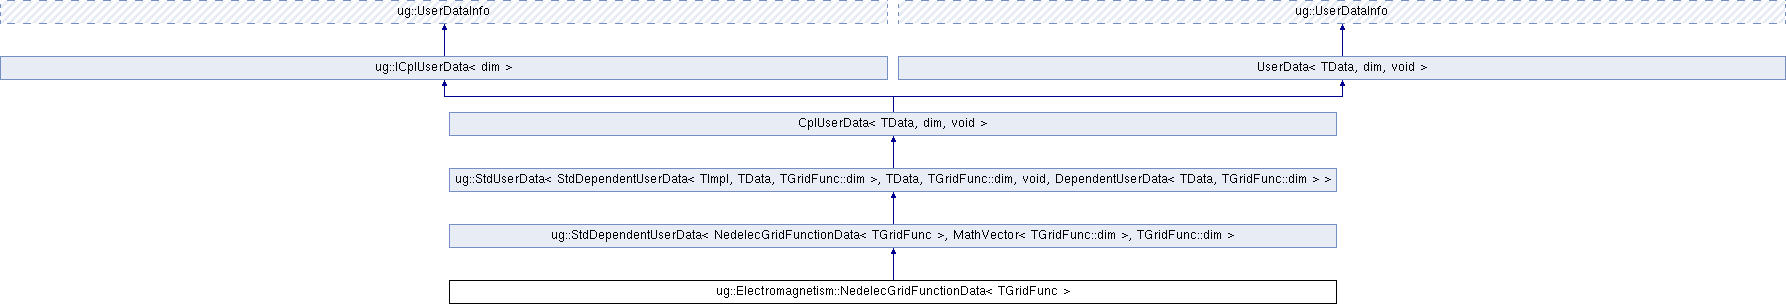 ug::UserDataInfo
ug::UserDataInfo
ug::ICplUserData< dim >
UserData< TData, dim, void >
CplUserData< TData, dim, void >
ug::StdUserData< StdDependentUserData< TImpl, TData, TGridFunc::dim >, TData, TGridFunc::dim, void, DependentUserData< TData, TGridFunc::dim > >
ug::StdDependentUserData< NedelecGridFunctionData< TGridFunc >, MathVector< TGridFunc::dim >, TGridFunc::dim >
ug::Electromagnetism::NedelecGridFunctionData< TGridFunc >